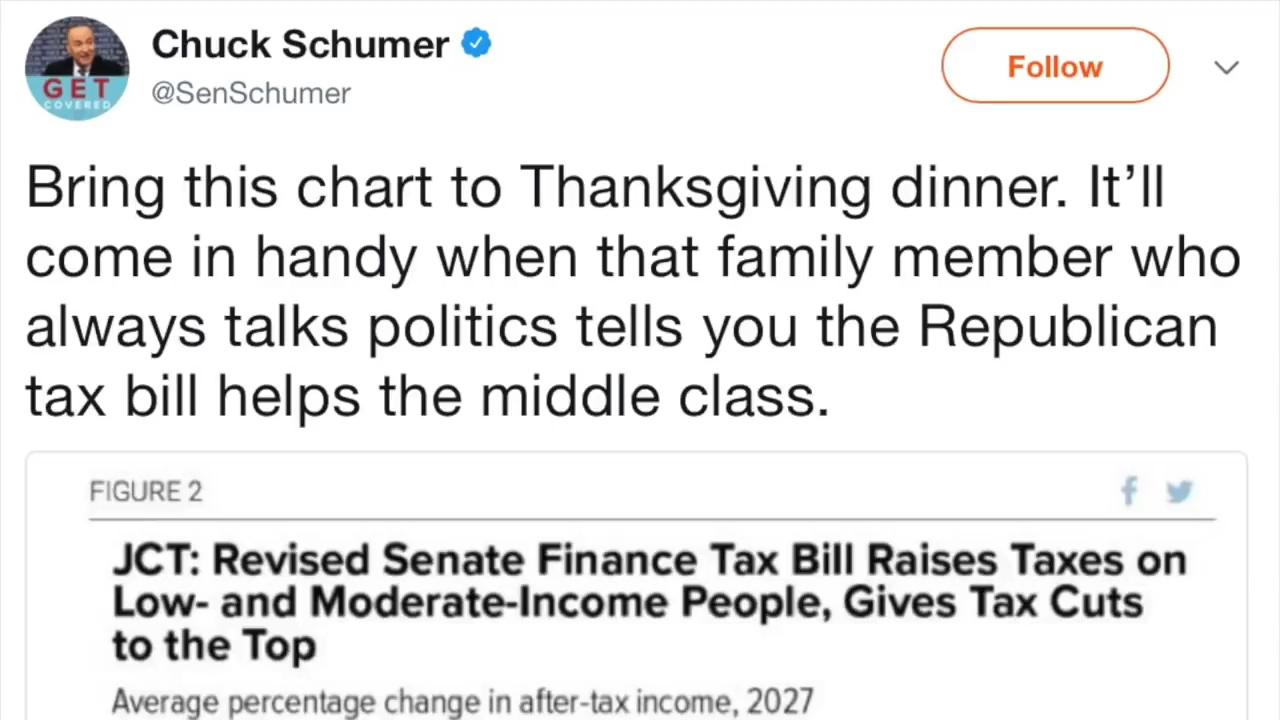 Chuck Schumer
Follow
@SenSchumer
GET
COVERED
Bring this chart to Thanksgiving dinner. It’ll
come in handy when that family member who
always talks politics tells you the Republican
tax bill helps the middle class.
FIGURE 2
JCT: Revised Senate Finance Tax Bill Raises Taxes on
Low- and Moderate-Income People, Gives Tax Cuts
to the Top
Average percentage change in after-tax income, 2027